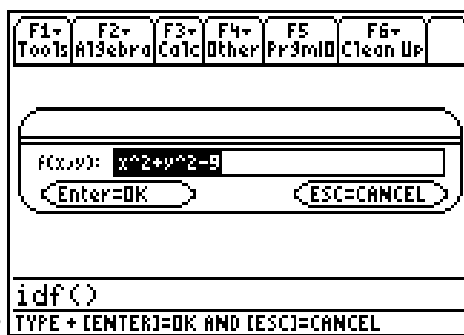 F1▾ F2▾ F3▾ F4▾ F5 F6▾
Tools Algebra Calc Other PrgmIO Clean Up
f(x,y): x^2+y^2-9
Enter=OK ESC=CANCEL
idf()
TYPE + [ENTER]=OK AND [ESC]=CANCEL